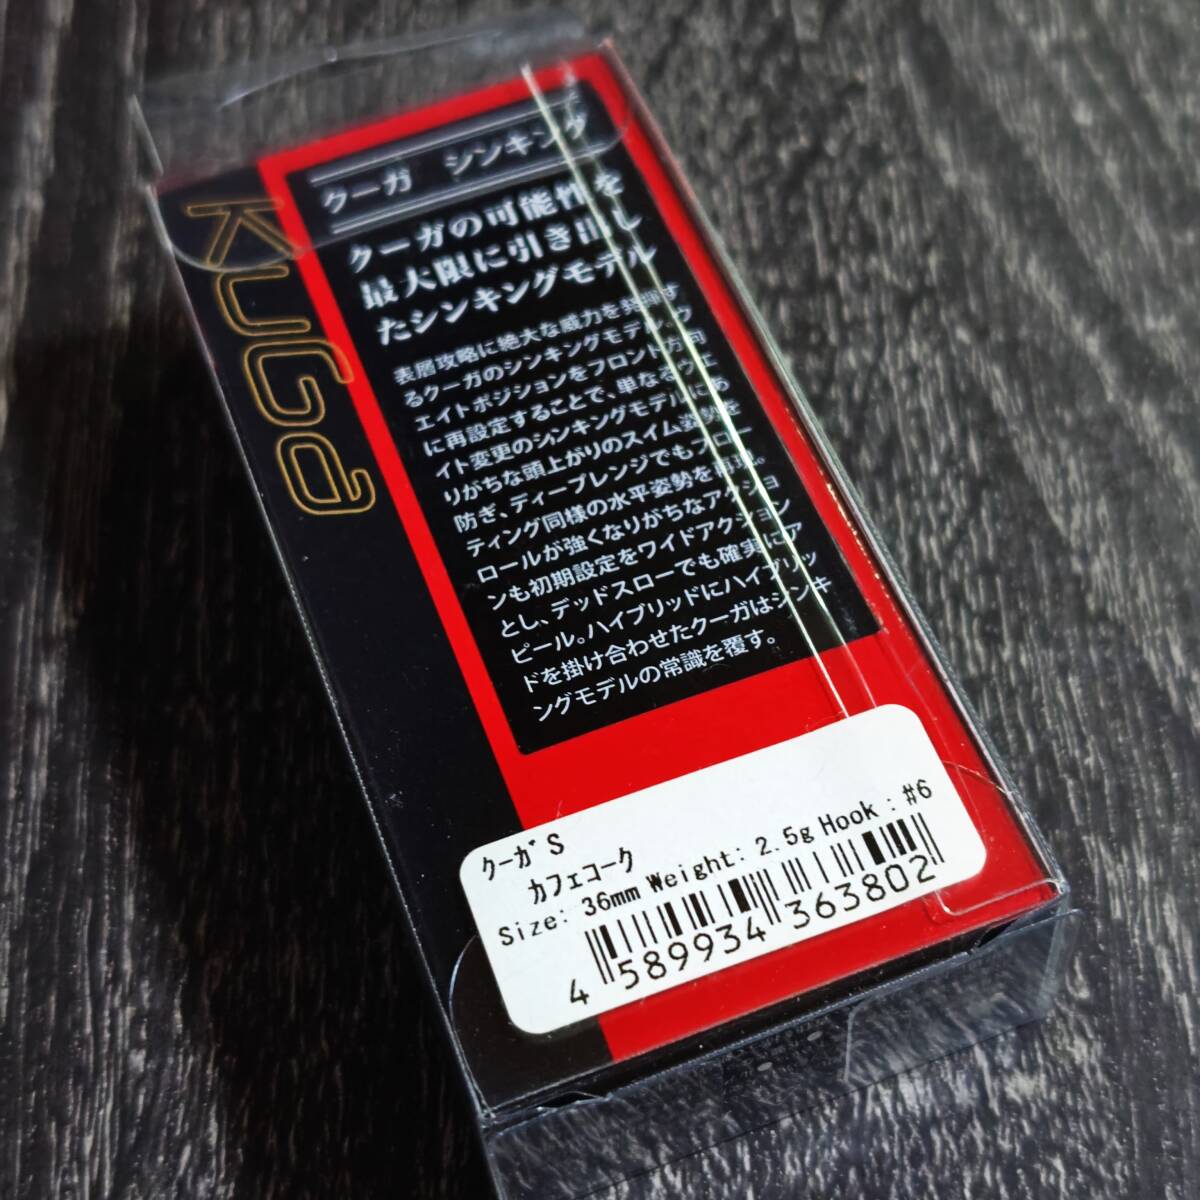 KuGa
クーガ シンキング
クーガの可能性を
最大限に引き出し
たシンキングモデル
表層攻略に絶大な威力を発揮す
るクーガのシンキングモデル。ウ
エイトポジションをフロント方向
に再設定することで、単なるウエ
イト変更のシンキングモデルにあ
りがちな頭上がりのスイム姿勢を
防ぎ、ディープレンジでもフロー
ティング同様の水平姿勢を再現。
ロールが強くなりがちなアクショ
ンも初期設定をワイドアクション
とし、デッドスローでも確実にア
ピール。ハイブリッドにハイブリッ
ドを掛け合わせたクーガはシンキ
ングモデルの常識を覆す。
クーガS
カフェコーク
Size: 36mm Weight: 2.5g Hook : #6
4 589934 363802